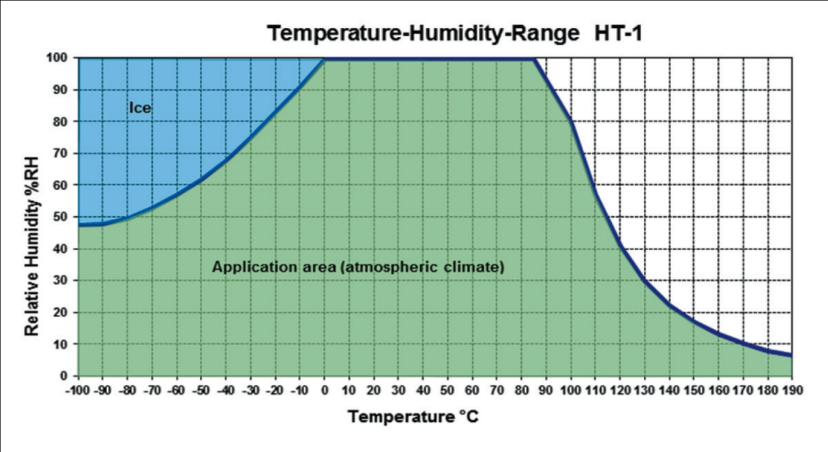 Temperature-Humidity-Range HT-1
Relative Humidity %RH
100
90
80
70
60
50
40
30
20
10
0
Ice
Application area (atmospheric climate)
-100 -90 -80 -70 -60 -50 -40 -30 -20 -10 0 10 20 30 40 50 60 70 80 90 100 110 120 130 140 150 160 170 180 190
Temperature °C